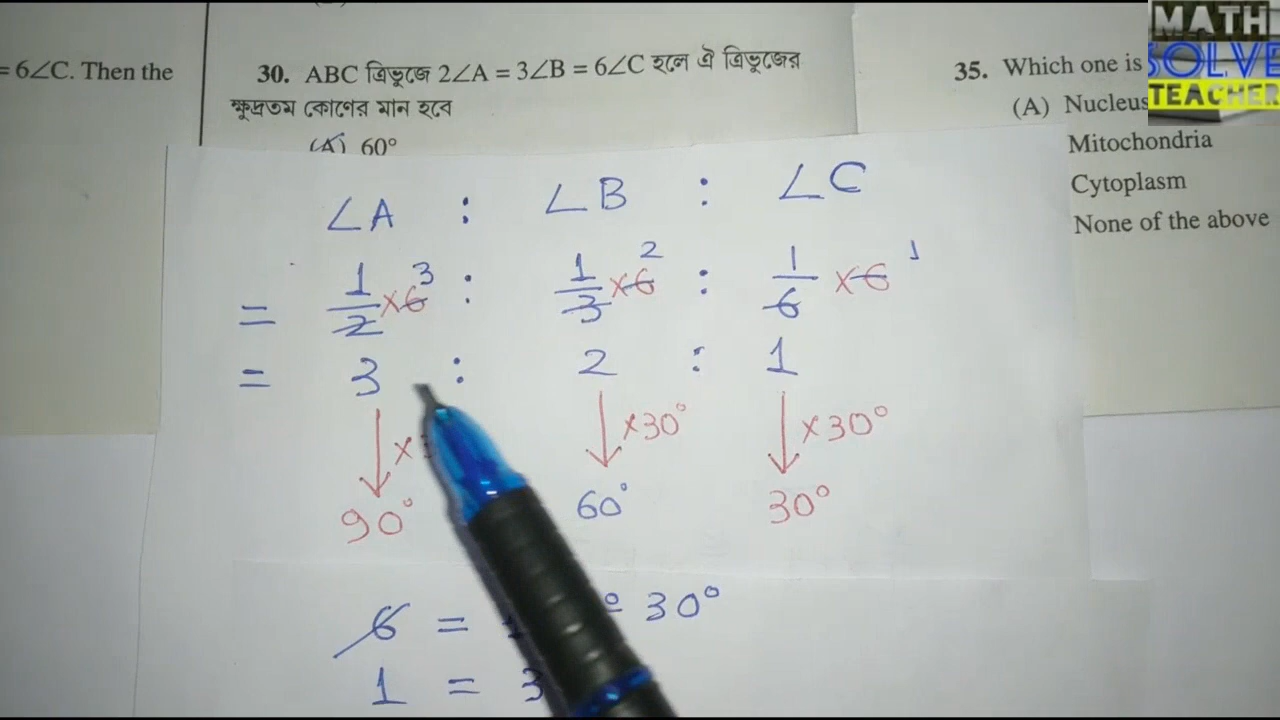 = 6∠C. Then the
30. ABC ত্রিভুজে 2∠A = 3∠B = 6∠C হলে ঐ ত্রিভুজের
ক্ষুদ্রতম কোণের মান হবে
(A) 60°
35. Which one is
(A) Nucleus
Mitochondria
Cytoplasm
None of the above
MATH
SOLVE
TEACHER
∠A : ∠B : ∠C
= 1/2 × 6 3 : 1/3 × 6 2 : 1/6 × 6 1
= 3 : 2 : 1
× ×30° ×30°
90° 60° 30°
6 = 30°
1 = 3